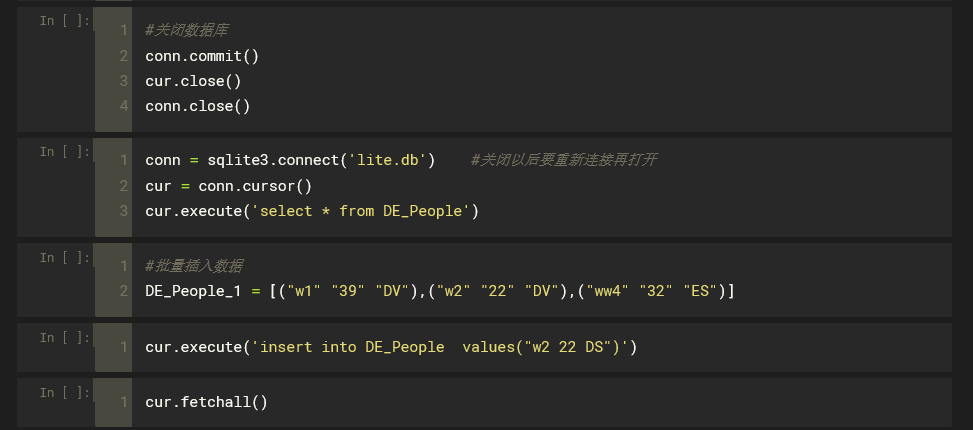 In [ ]:
1 #关闭数据库
2 conn.commit()
3 cur.close()
4 conn.close()
In [ ]:
1 conn = sqlite3.connect('lite.db')    #关闭以后要重新连接再打开
2 cur = conn.cursor()
3 cur.execute('select * from DE_People')
In [ ]:
1 #批量插入数据
2 DE_People_1 = [("w1" "39" "DV"),("w2" "22" "DV"),("ww4" "32" "ES")]
In [ ]:
1 cur.execute('insert into DE_People  values("w2 22 DS")')
In [ ]:
1 cur.fetchall()